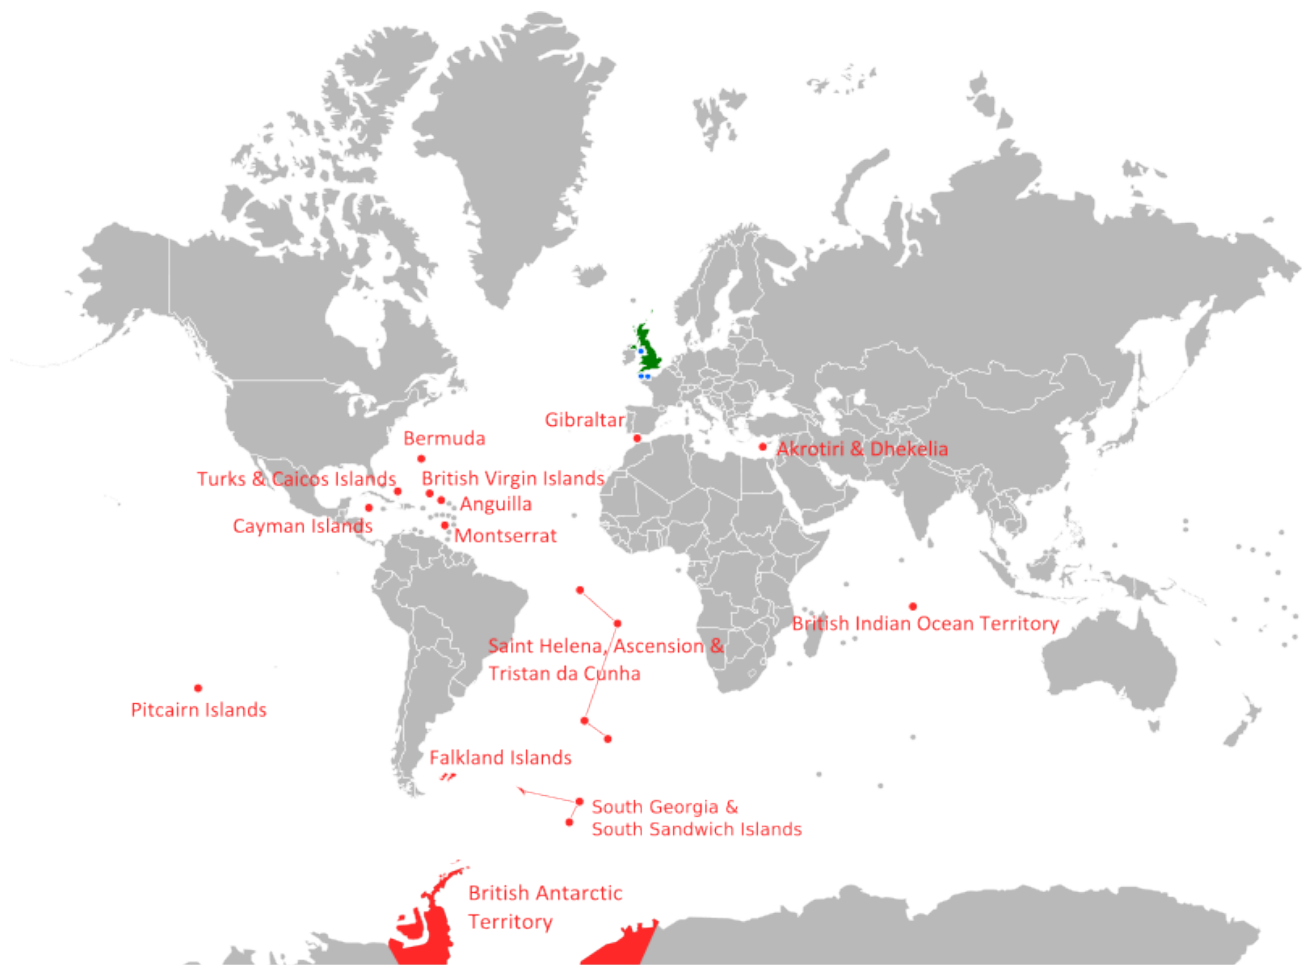 Gibraltar
Bermuda
Akrotiri & Dhekelia
Turks & Caicos Islands
British Virgin Islands
Anguilla
Cayman Islands
Montserrat
British Indian Ocean Territory
Saint Helena, Ascension &
Tristan da Cunha
Pitcairn Islands
Falkland Islands
South Georgia &
South Sandwich Islands
British Antarctic
Territory